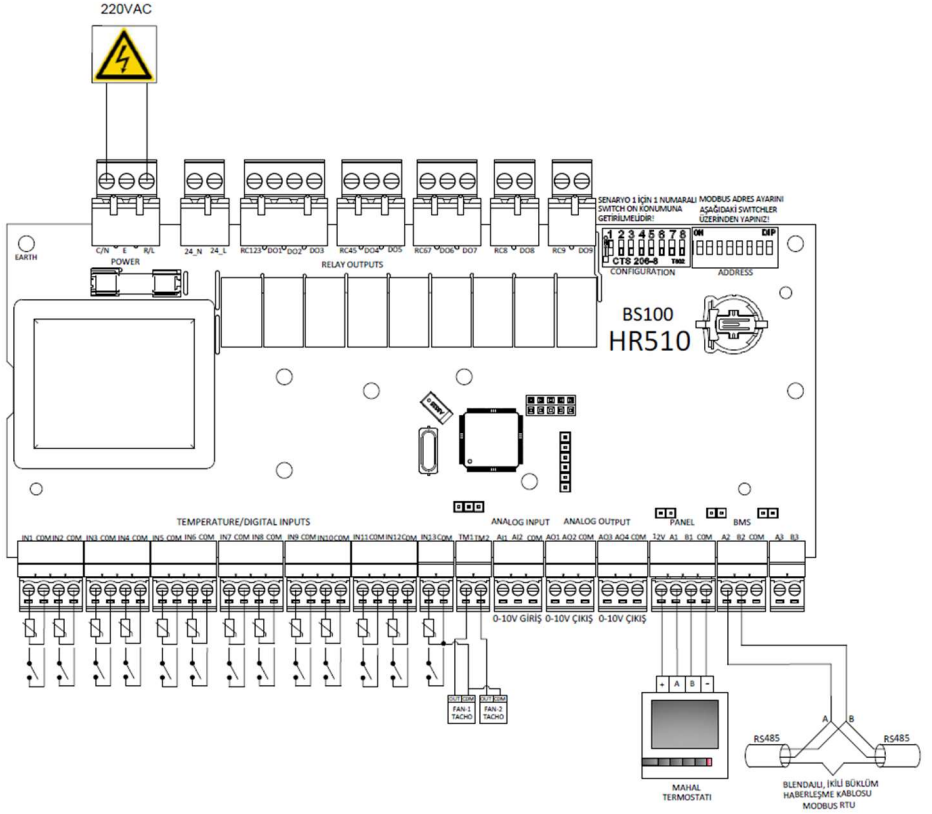 220VAC
SENARYO 1 İÇİN 1 NUMARALI
SWITCH ON KONUMUNA
GETİRİLMELİDİR!
MODBUS ADRES AYARINI
AŞAĞIDAKİ SWITCHLER
ÜZERİNDEN YAPINIZ!
1 2 3 4 5 6 7 8
CTS 206-8
T802
CONFIGURATION
ON DIP
ADDRESS
EARTH
C/N E R/L
POWER
24_N 24_L
RC123 DO1 DO2 DO3
RC45 DO4 DO5
RC67 DO6 DO7
RC8 DO8
RC9 DO9
RELAY OUTPUTS
BS100
HR510
TEMPERATURE/DIGITAL INPUTS
ANALOG INPUT
ANALOG OUTPUT
PANEL
BMS
IN1 COM IN2 COM
IN3 COM IN4 COM
IN5 COM IN6 COM
IN7 COM IN8 COM
IN9 COM IN10 COM
IN11 COM IN12 COM
IN13 COM
TM1 TM2
AI1 AI2 COM
AO1 AO2 COM
AO3 AO4 COM
12V A1 B1 COM
A2 B2 COM
A3 B3
0-10V GİRİŞ
0-10V ÇIKIŞ
0-10V ÇIKIŞ
OUT COM
FAN-1
TACHO
OUT COM
FAN-2
TACHO
+ A B -
MAHAL
TERMOSTATI
A B
RS485
RS485
BLENDAJLI, İKİLİ BÜKLÜM
HABERLEŞME KABLOSU
MODBUS RTU